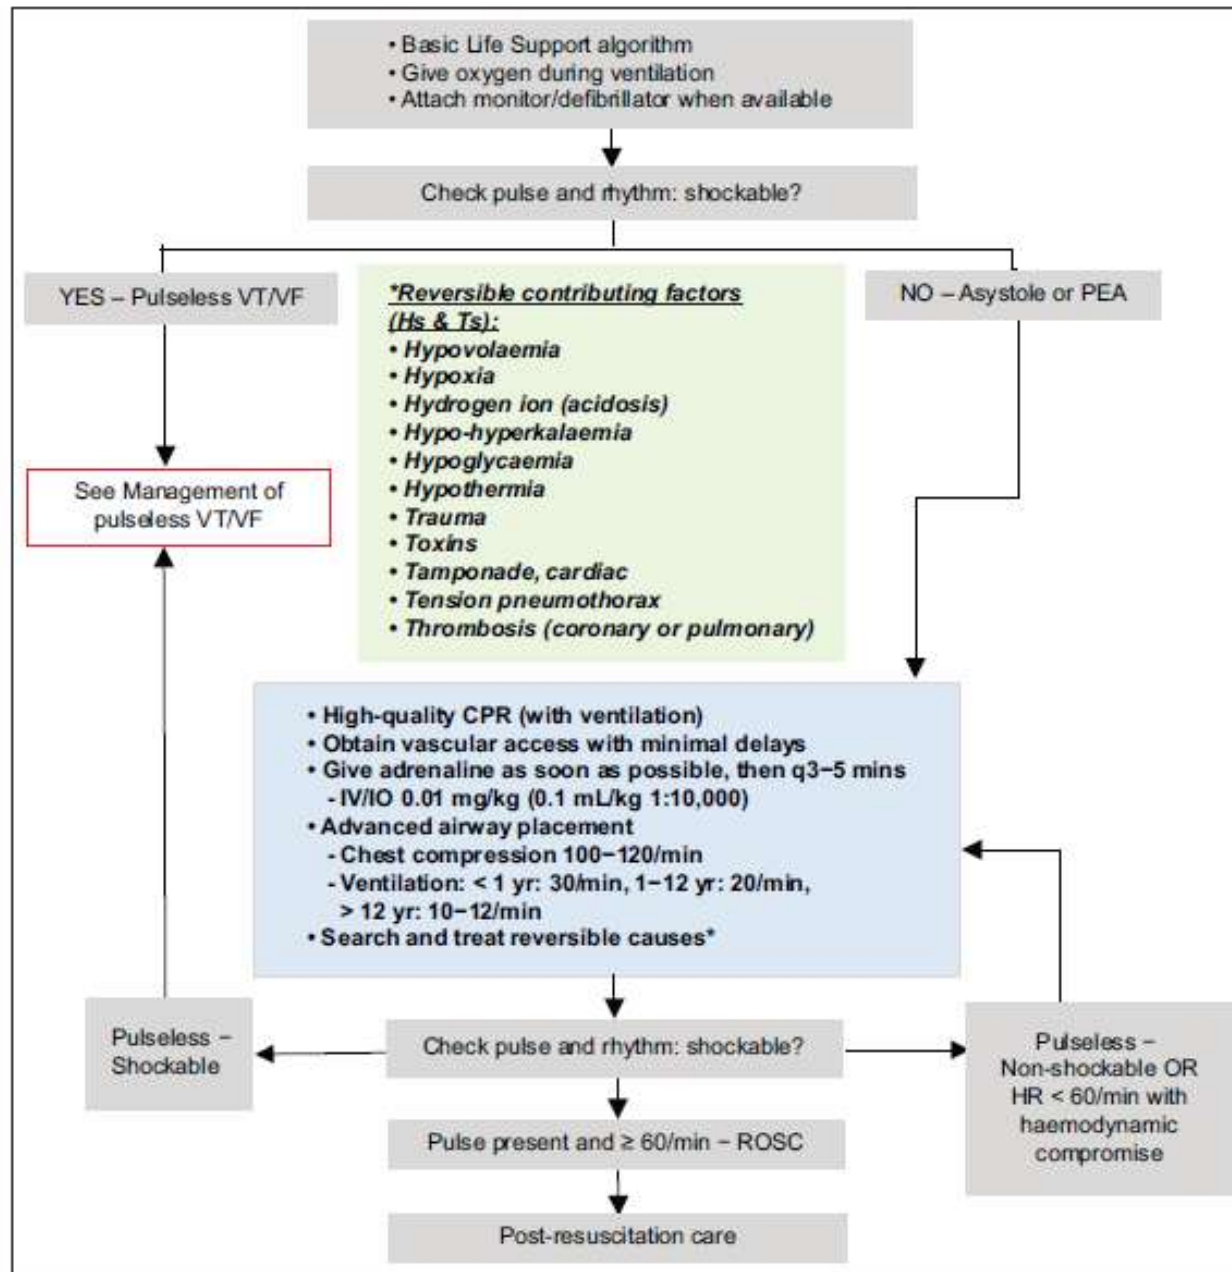 • Basic Life Support algorithm
• Give oxygen during ventilation
• Attach monitor/defibrillator when available
Check pulse and rhythm: shockable?
YES – Pulseless VT/VF
NO – Asystole or PEA
*Reversible contributing factors
(Hs & Ts):
• Hypovolaemia
• Hypoxia
• Hydrogen ion (acidosis)
• Hypo-hyperkalaemia
• Hypoglycaemia
• Hypothermia
• Trauma
• Toxins
• Tamponade, cardiac
• Tension pneumothorax
• Thrombosis (coronary or pulmonary)
See Management of
pulseless VT/VF
• High-quality CPR (with ventilation)
• Obtain vascular access with minimal delays
• Give adrenaline as soon as possible, then q3−5 mins
- IV/IO 0.01 mg/kg (0.1 mL/kg 1:10,000)
• Advanced airway placement
- Chest compression 100−120/min
- Ventilation: < 1 yr: 30/min, 1−12 yr: 20/min,
> 12 yr: 10−12/min
• Search and treat reversible causes*
Pulseless −
Shockable
Check pulse and rhythm: shockable?
Pulseless −
Non-shockable OR
HR < 60/min with
haemodynamic
compromise
Pulse present and ≥ 60/min − ROSC
Post-resuscitation care